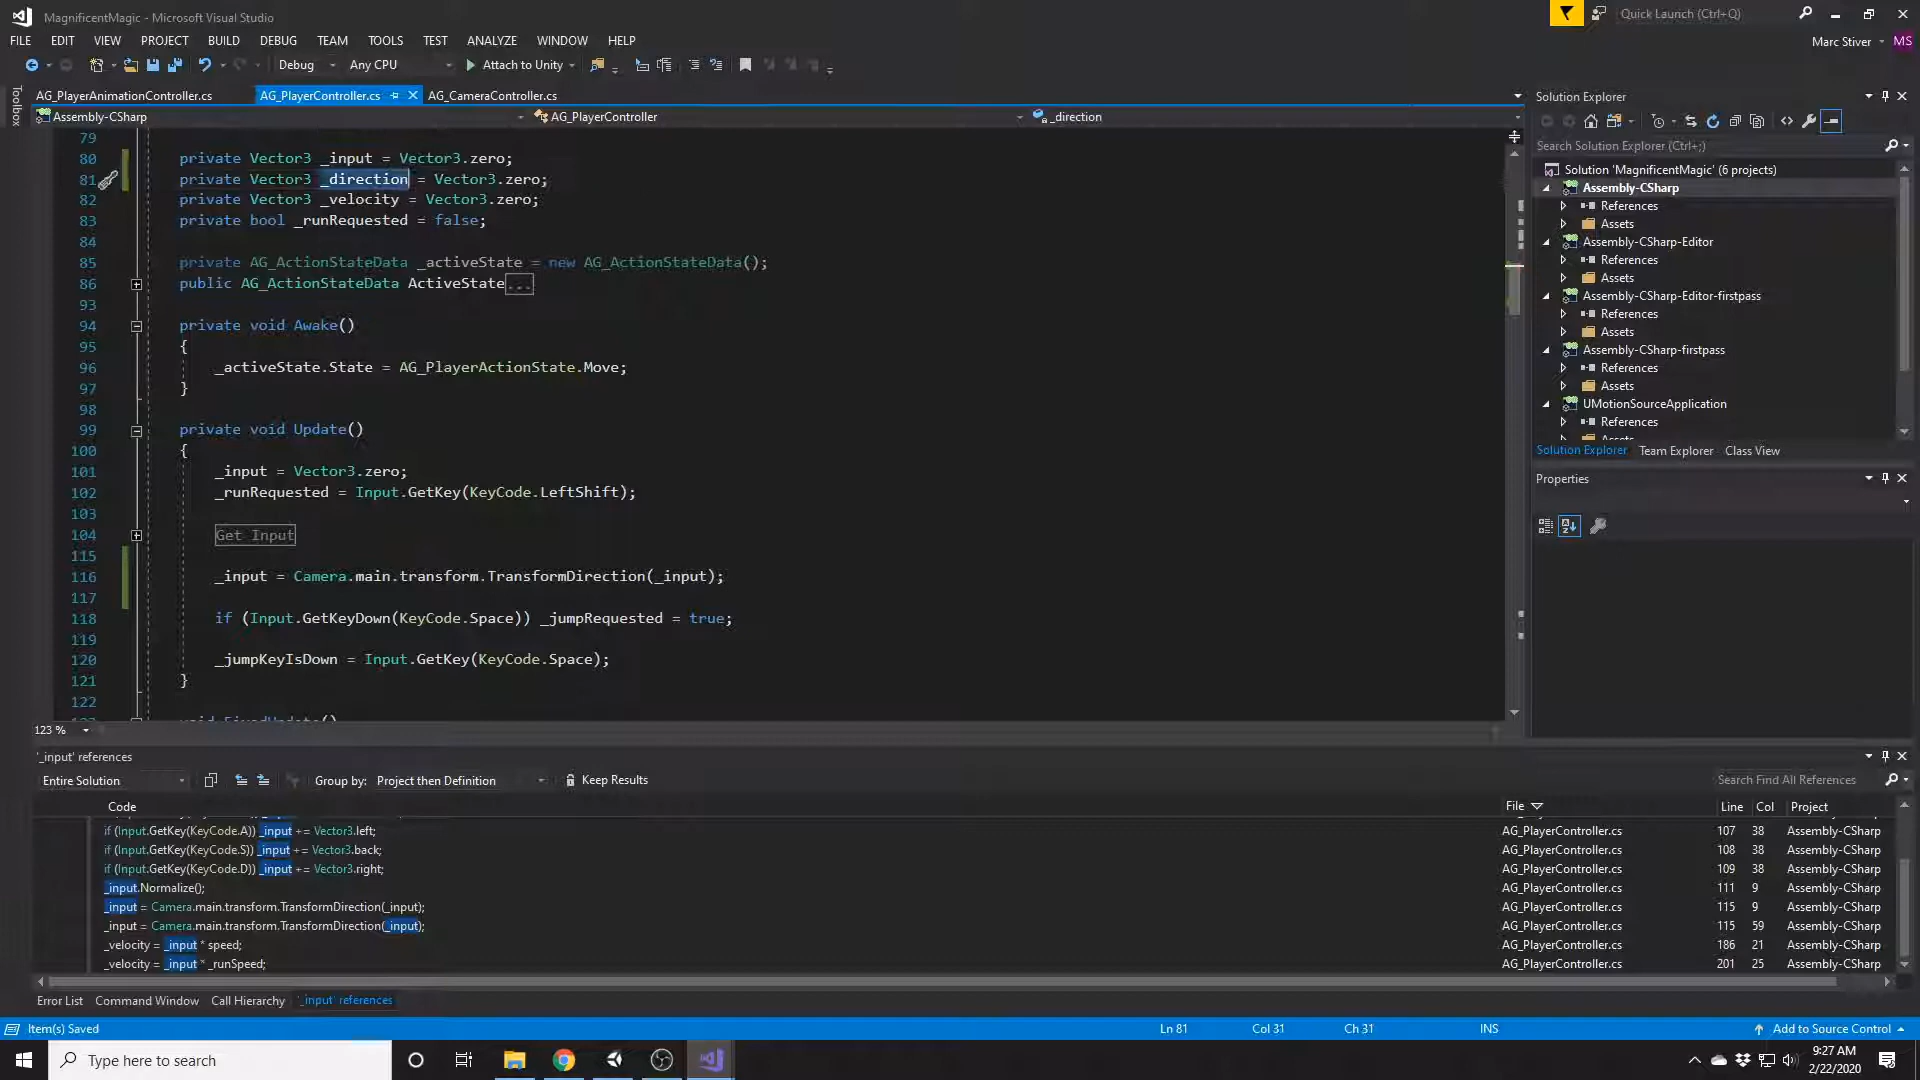 MagnificentMagic - Microsoft Visual Studio
Quick Launch (Ctrl+Q)
FILE EDIT VIEW PROJECT BUILD DEBUG TEAM TOOLS TEST ANALYZE WINDOW HELP
Marc Stiver MS
Debug Any CPU Attach to Unity
Toolbox
AG_PlayerAnimationController.cs AG_PlayerController.cs AG_CameraController.cs
Assembly-CSharp AG_PlayerController _direction
79
80 private Vector3 _input = Vector3.zero;
81 private Vector3 _direction = Vector3.zero;
82 private Vector3 _velocity = Vector3.zero;
83 private bool _runRequested = false;
84
85 private AG_ActionStateData _activeState = new AG_ActionStateData();
86 public AG_ActionStateData ActiveState...
93
94 private void Awake()
95 {
96 _activeState.State = AG_PlayerActionState.Move;
97 }
98
99 private void Update()
100 {
101 _input = Vector3.zero;
102 _runRequested = Input.GetKey(KeyCode.LeftShift);
103
104 Get Input
115
116 _input = Camera.main.transform.TransformDirection(_input);
117
118 if (Input.GetKeyDown(KeyCode.Space)) _jumpRequested = true;
119
120 _jumpKeyIsDown = Input.GetKey(KeyCode.Space);
121 }
122
void FixedUpdate()
123 %
Solution Explorer
Search Solution Explorer (Ctrl+;)
Solution 'MagnificentMagic' (6 projects)
Assembly-CSharp
References
Assets
Assembly-CSharp-Editor
References
Assets
Assembly-CSharp-Editor-firstpass
References
Assets
Assembly-CSharp-firstpass
References
Assets
UMotionSourceApplication
References
Assets
Solution Explorer Team Explorer Class View
Properties
'_input' references
Entire Solution Group by: Project then Definition Keep Results Search Find All References
Code File Line Col Project
if (Input.GetKey(KeyCode.A)) _input += Vector3.left; AG_PlayerController.cs 107 38 Assembly-CSharp
if (Input.GetKey(KeyCode.S)) _input += Vector3.back; AG_PlayerController.cs 108 38 Assembly-CSharp
if (Input.GetKey(KeyCode.D)) _input += Vector3.right; AG_PlayerController.cs 109 38 Assembly-CSharp
_input.Normalize(); AG_PlayerController.cs 111 9 Assembly-CSharp
_input = Camera.main.transform.TransformDirection(_input); AG_PlayerController.cs 115 9 Assembly-CSharp
_input = Camera.main.transform.TransformDirection(_input); AG_PlayerController.cs 115 59 Assembly-CSharp
_velocity = _input * speed; AG_PlayerController.cs 186 21 Assembly-CSharp
_velocity = _input * _runSpeed; AG_PlayerController.cs 201 25 Assembly-CSharp
Error List Command Window Call Hierarchy '_input' references
Item(s) Saved Ln 81 Col 31 Ch 31 INS Add to Source Control
Type here to search
9:27 AM
2/22/2020